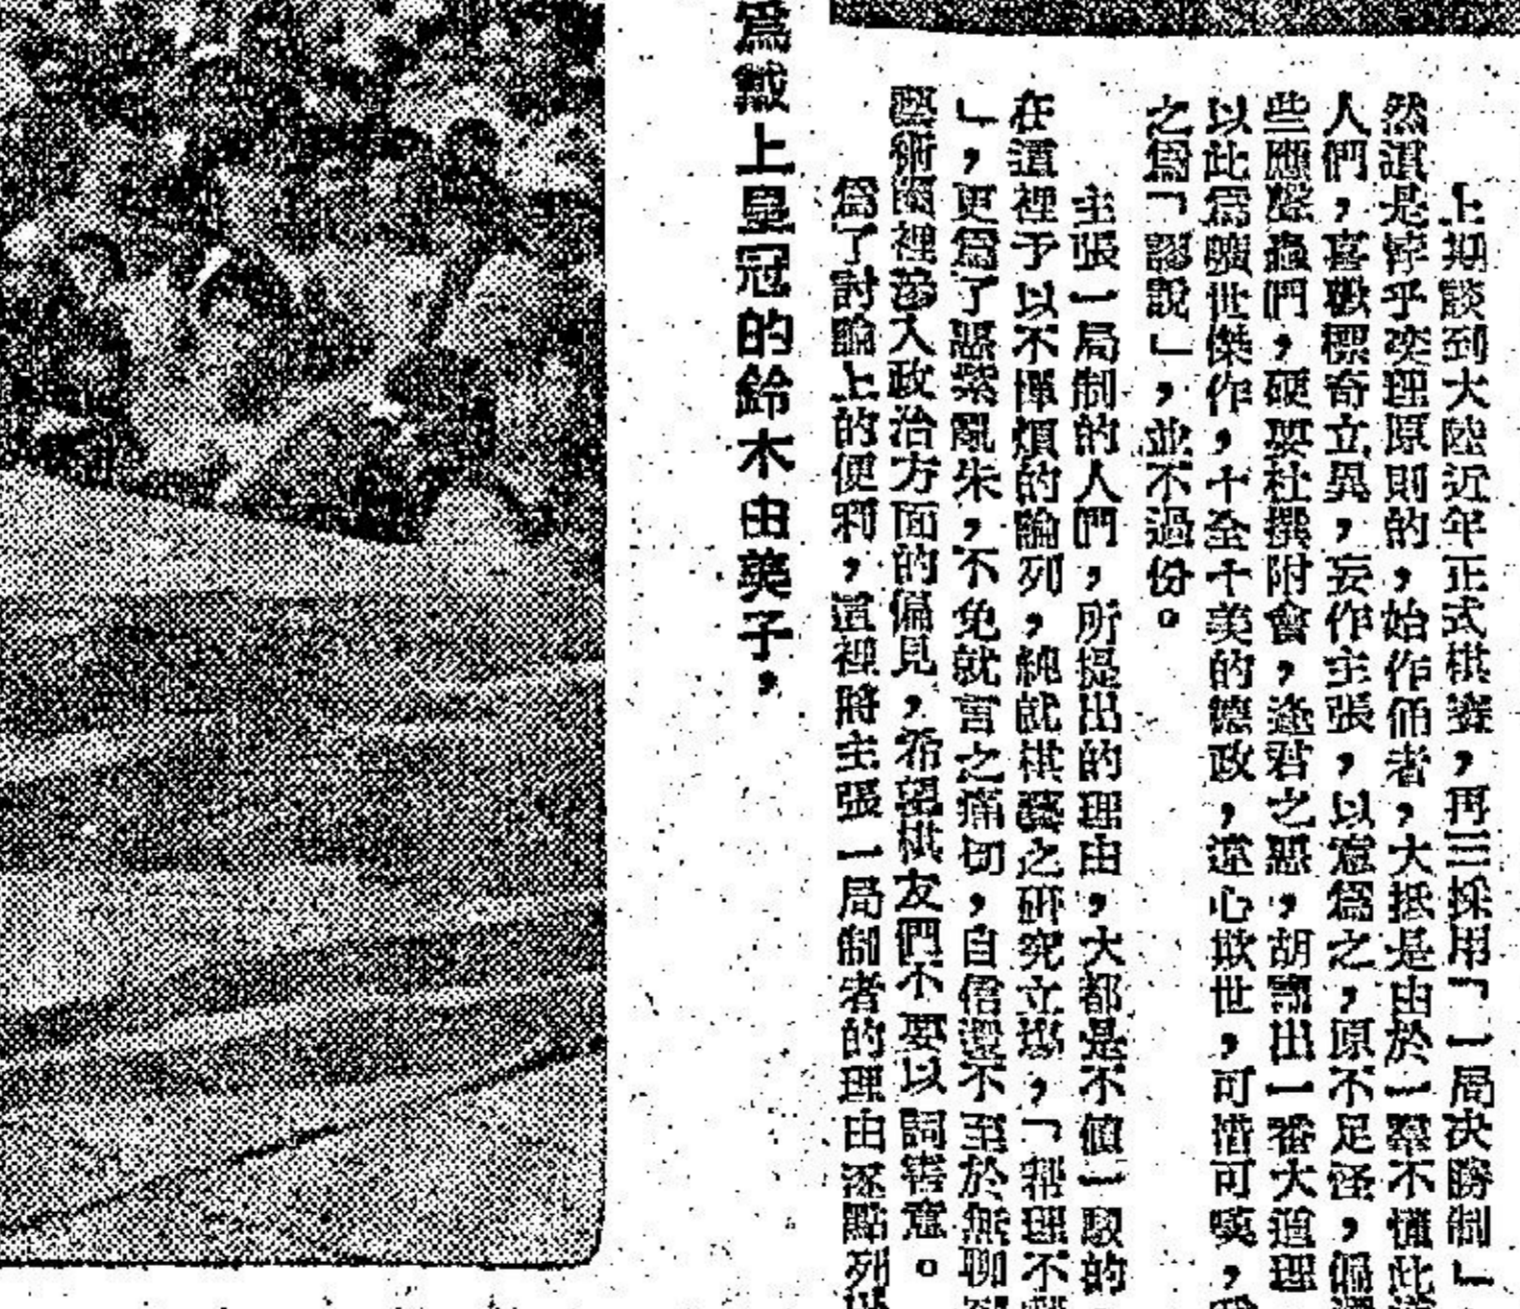 上期談到大陸近年正式棋賽，再三採用「一局決勝制」
然這是悖乎奕理原則的，始作俑者，大抵是由於一羣不懂此
人們，喜歡標奇立異，妄作主張，以意爲之，原不足怪，偏
些應聲蟲們，硬要杜撰附會，逢君之惡，胡謅出一番大道理
以此爲曠世傑作，十全十美的德政，違心欺世，可惜可嘆，
之爲「謬說」，並不過份。
主張一局制的人們，所提出的理由，大都是不值一駁的
在這裡予以不憚煩的論列，純就棋藝之研究立場，「辯理不
」，更爲了惡紫亂朱，不免就言之痛切，自信還不至於無聊
藝術圈裡滲入政治方面的偏見，希望棋友們不要以詞害意。
爲了討論上的便利，這裡將主張一局制者的理由逐點列
爲戴上皇冠的鈴木由美子，